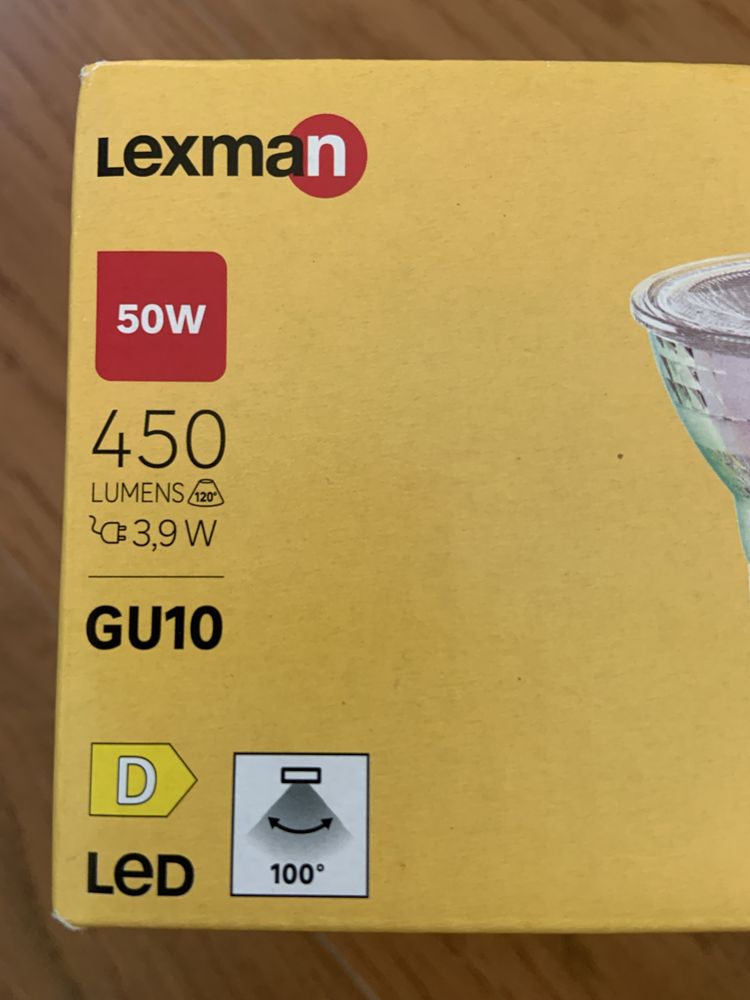 Lexman
50W
450
LUMENS 120°
3,9 W
GU10
D
LED
100°